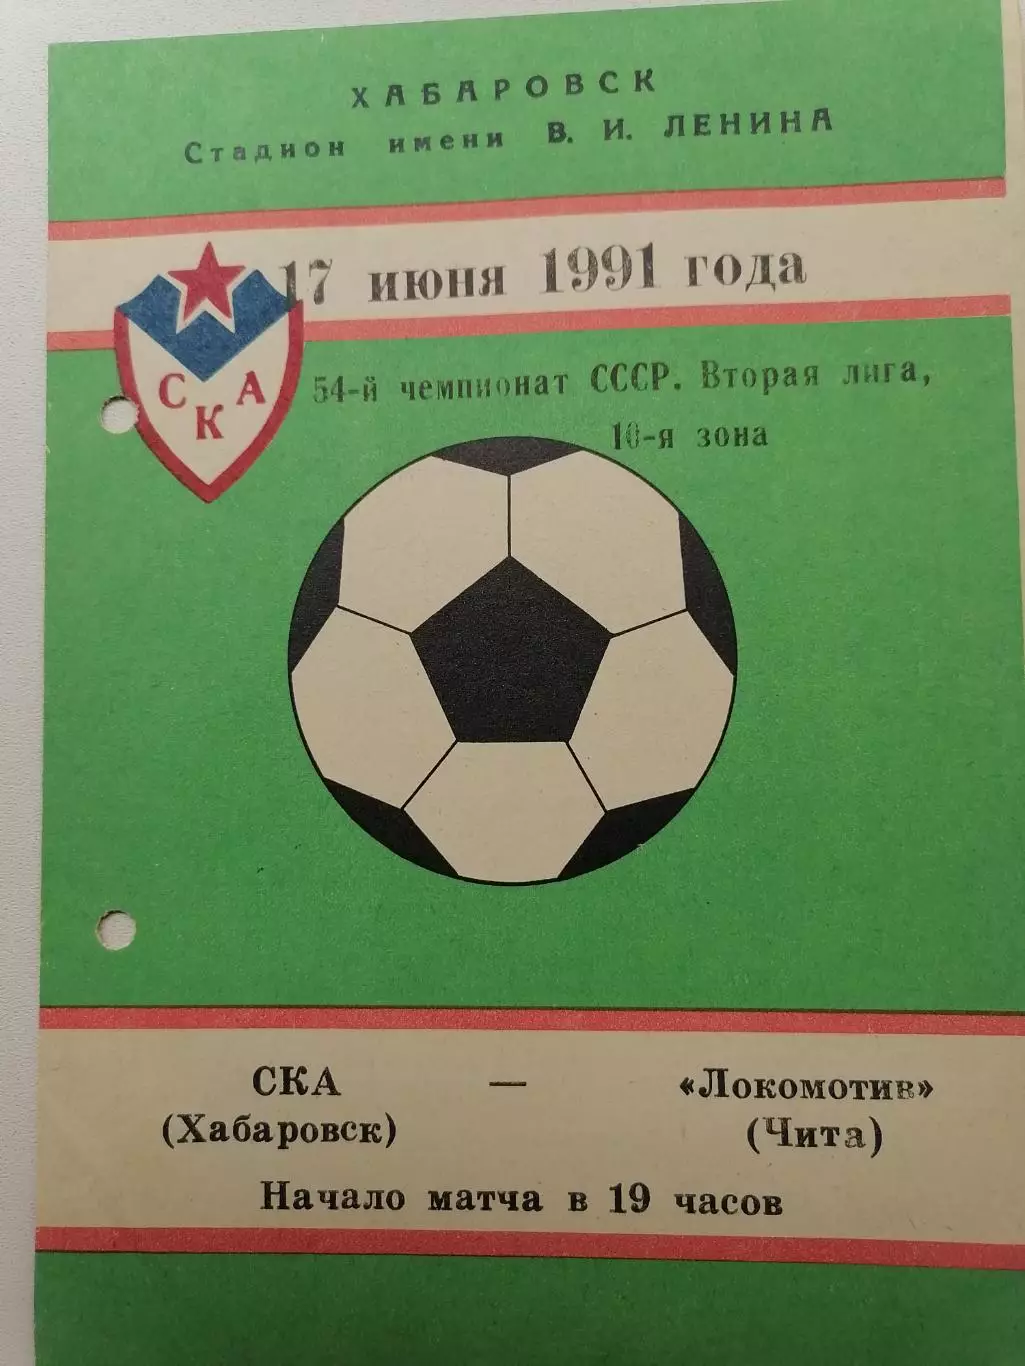 ХАБАРОВСК
Стадион имени В. И. ЛЕНИНА
17 июня 1991 года
СКА
54-й чемпионат СССР. Вторая лига,
10-я зона
СКА — «Локомотив»
(Хабаровск) (Чита)
Начало матча в 19 часов